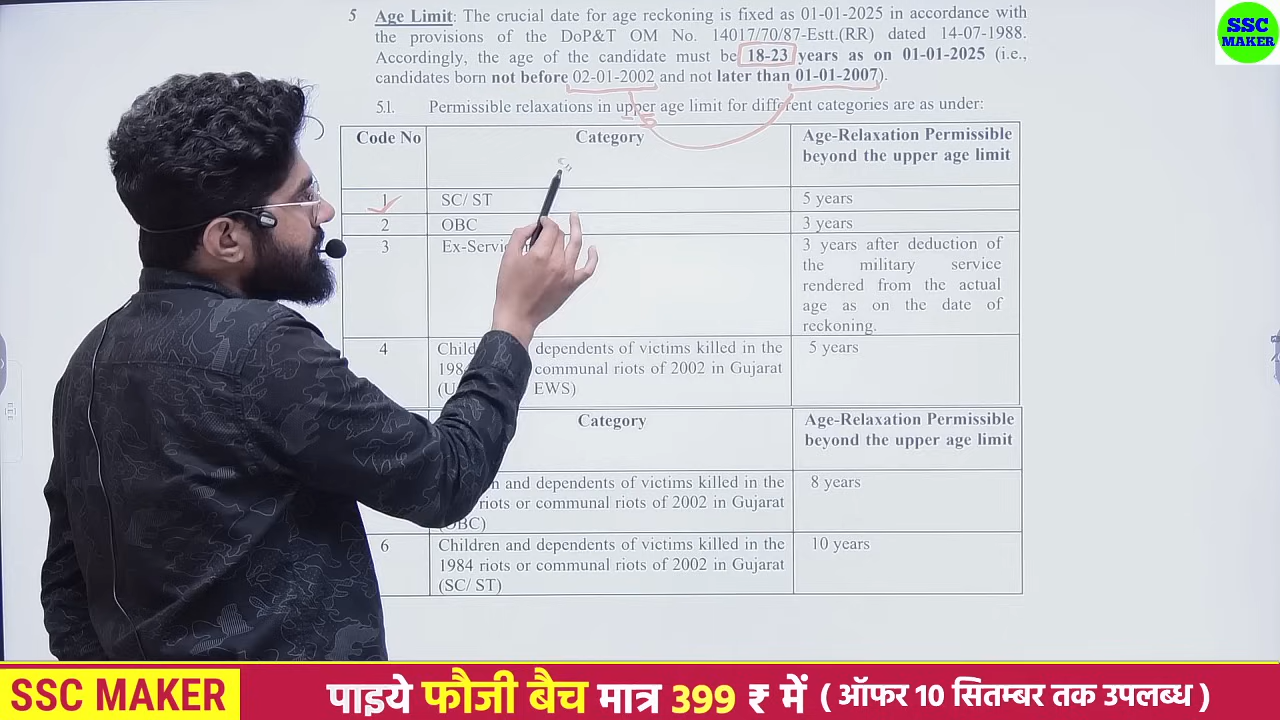 SSC
MAKER
5 Age Limit: The crucial date for age reckoning is fixed as 01-01-2025 in accordance with
the provisions of the DoP&T OM No. 14017/70/87-Estt.(RR) dated 14-07-1988.
Accordingly, the age of the candidate must be 18-23 years as on 01-01-2025 (i.e.,
candidates born not before 02-01-2002 and not later than 01-01-2007).
5.1. Permissible relaxations in upper age limit for different categories are as under:
Code No Category Age-Relaxation Permissible
beyond the upper age limit
1 SC/ ST 5 years
2 OBC 3 years
3 3 years after deduction of
the military service
rendered from the actual
age as on the date of
reckoning.
4 dependents of victims killed in the 5 years
communal riots of 2002 in Gujarat
EWS)
Category Age-Relaxation Permissible
beyond the upper age limit
and dependents of victims killed in the 8 years
riots or communal riots of 2002 in Gujarat
(OBC)
6 Children and dependents of victims killed in the 10 years
1984 riots or communal riots of 2002 in Gujarat
(SC/ ST)
SSC MAKER पाइये फौजी बैच मात्र 399 ₹ में ( ऑफर 10 सितम्बर तक उपलब्ध )